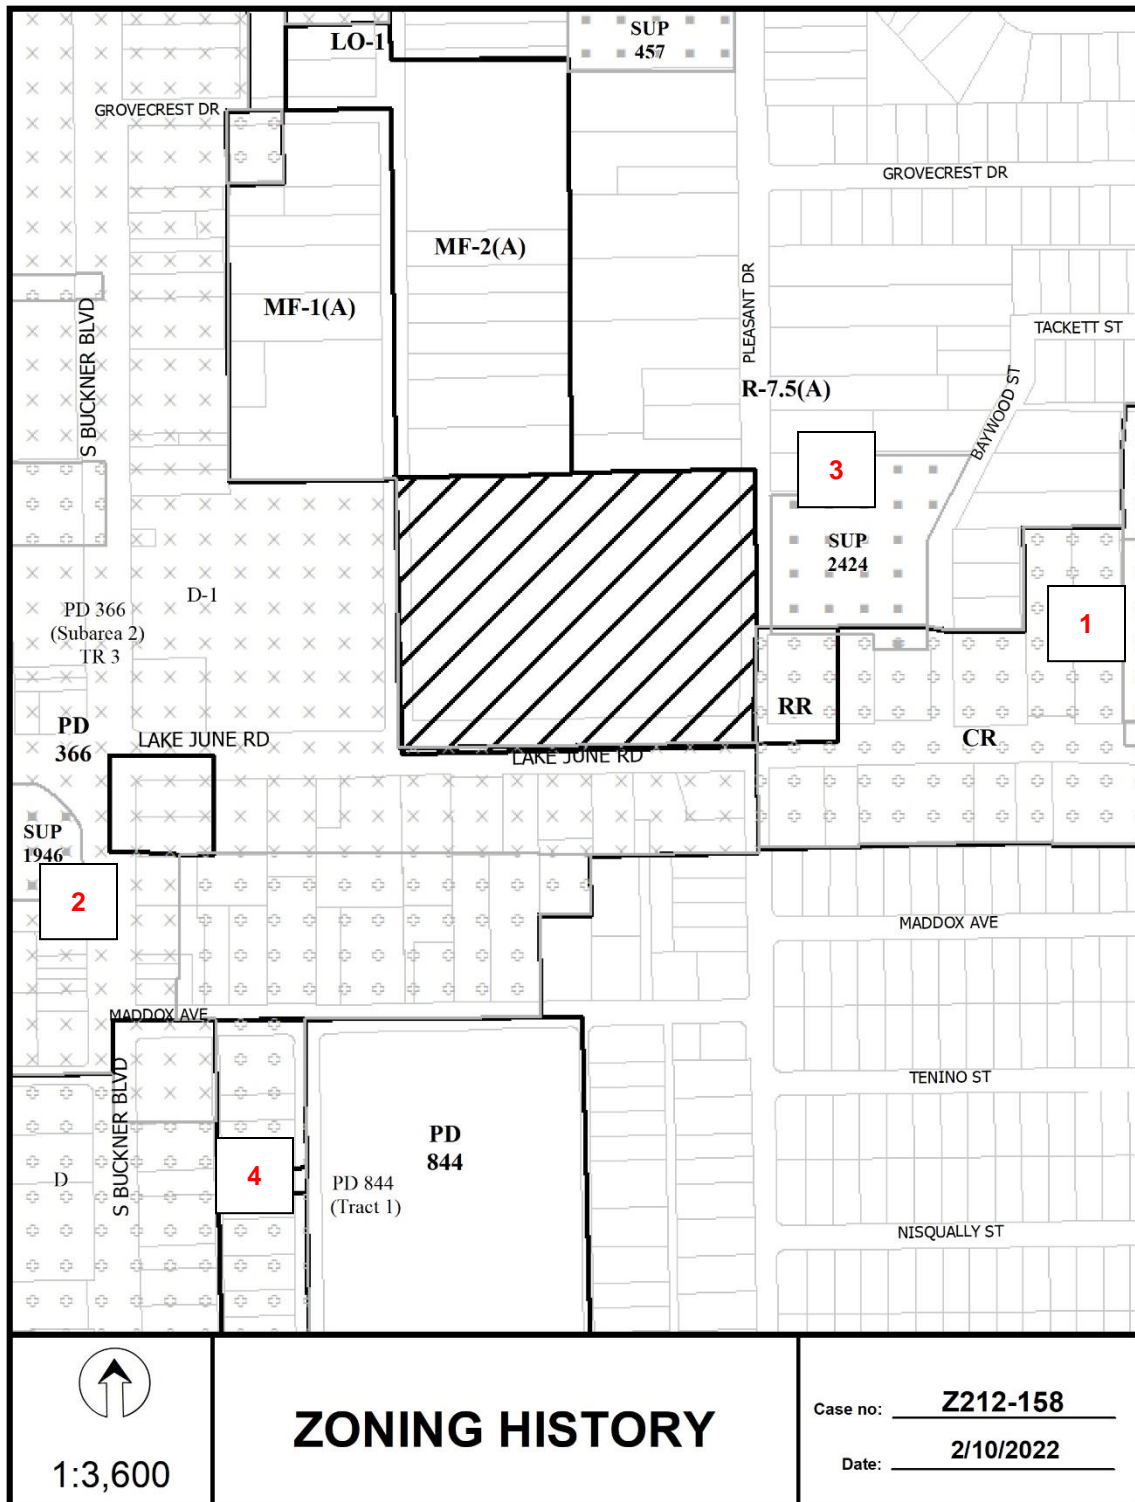 LO-1
SUP
457
GROVECREST DR
GROVECREST DR
MF-2(A)
MF-1(A)
S BUCKNER BLVD
PLEASANT DR
TACKETT ST
R-7.5(A)
BAYWOOD ST
3
SUP
2424
D-1
PD 366
(Subarea 2)
TR 3
1
RR
PD
366
LAKE JUNE RD
CR
LAKE JUNE RD
SUP
1946
2
MADDOX AVE
MADDOX AVE
S BUCKNER BLVD
TENINO ST
PD
844
4
D
PD 844
(Tract 1)
NISQUALLY ST
1:3,600
ZONING HISTORY
Case no: Z212-158
Date: 2/10/2022